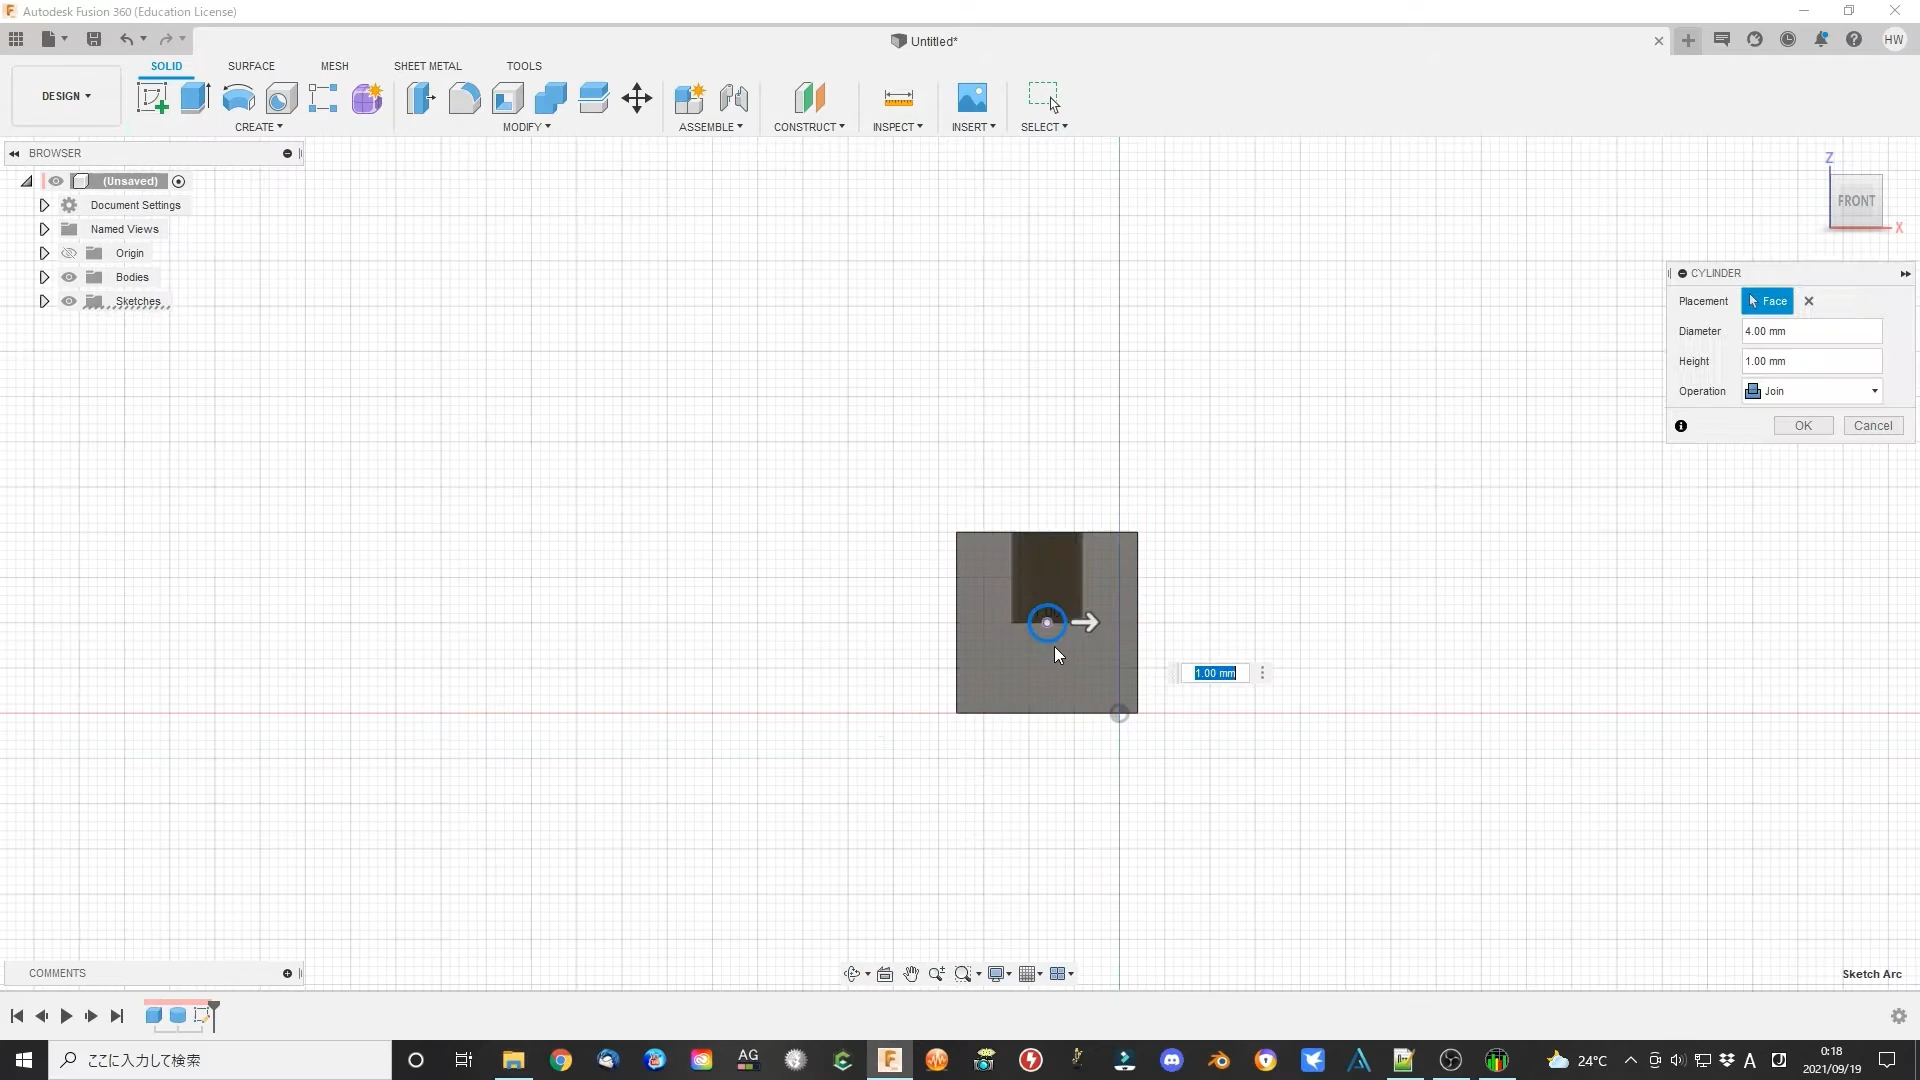 Autodesk Fusion 360 (Education License)
Untitled*
HW
DESIGN
SOLID
SURFACE
MESH
SHEET METAL
TOOLS
CREATE
MODIFY
ASSEMBLE
CONSTRUCT
INSPECT
INSERT
SELECT
BROWSER
(Unsaved)
Document Settings
Named Views
Origin
Bodies
Sketches
Z
FRONT
X
CYLINDER
Placement
Face
Diameter
4.00 mm
Height
1.00 mm
Operation
Join
OK
Cancel
1.00 mm
COMMENTS
Sketch Arc
ここに入力して検索
AG
24°C
A
0:18
2021/09/19